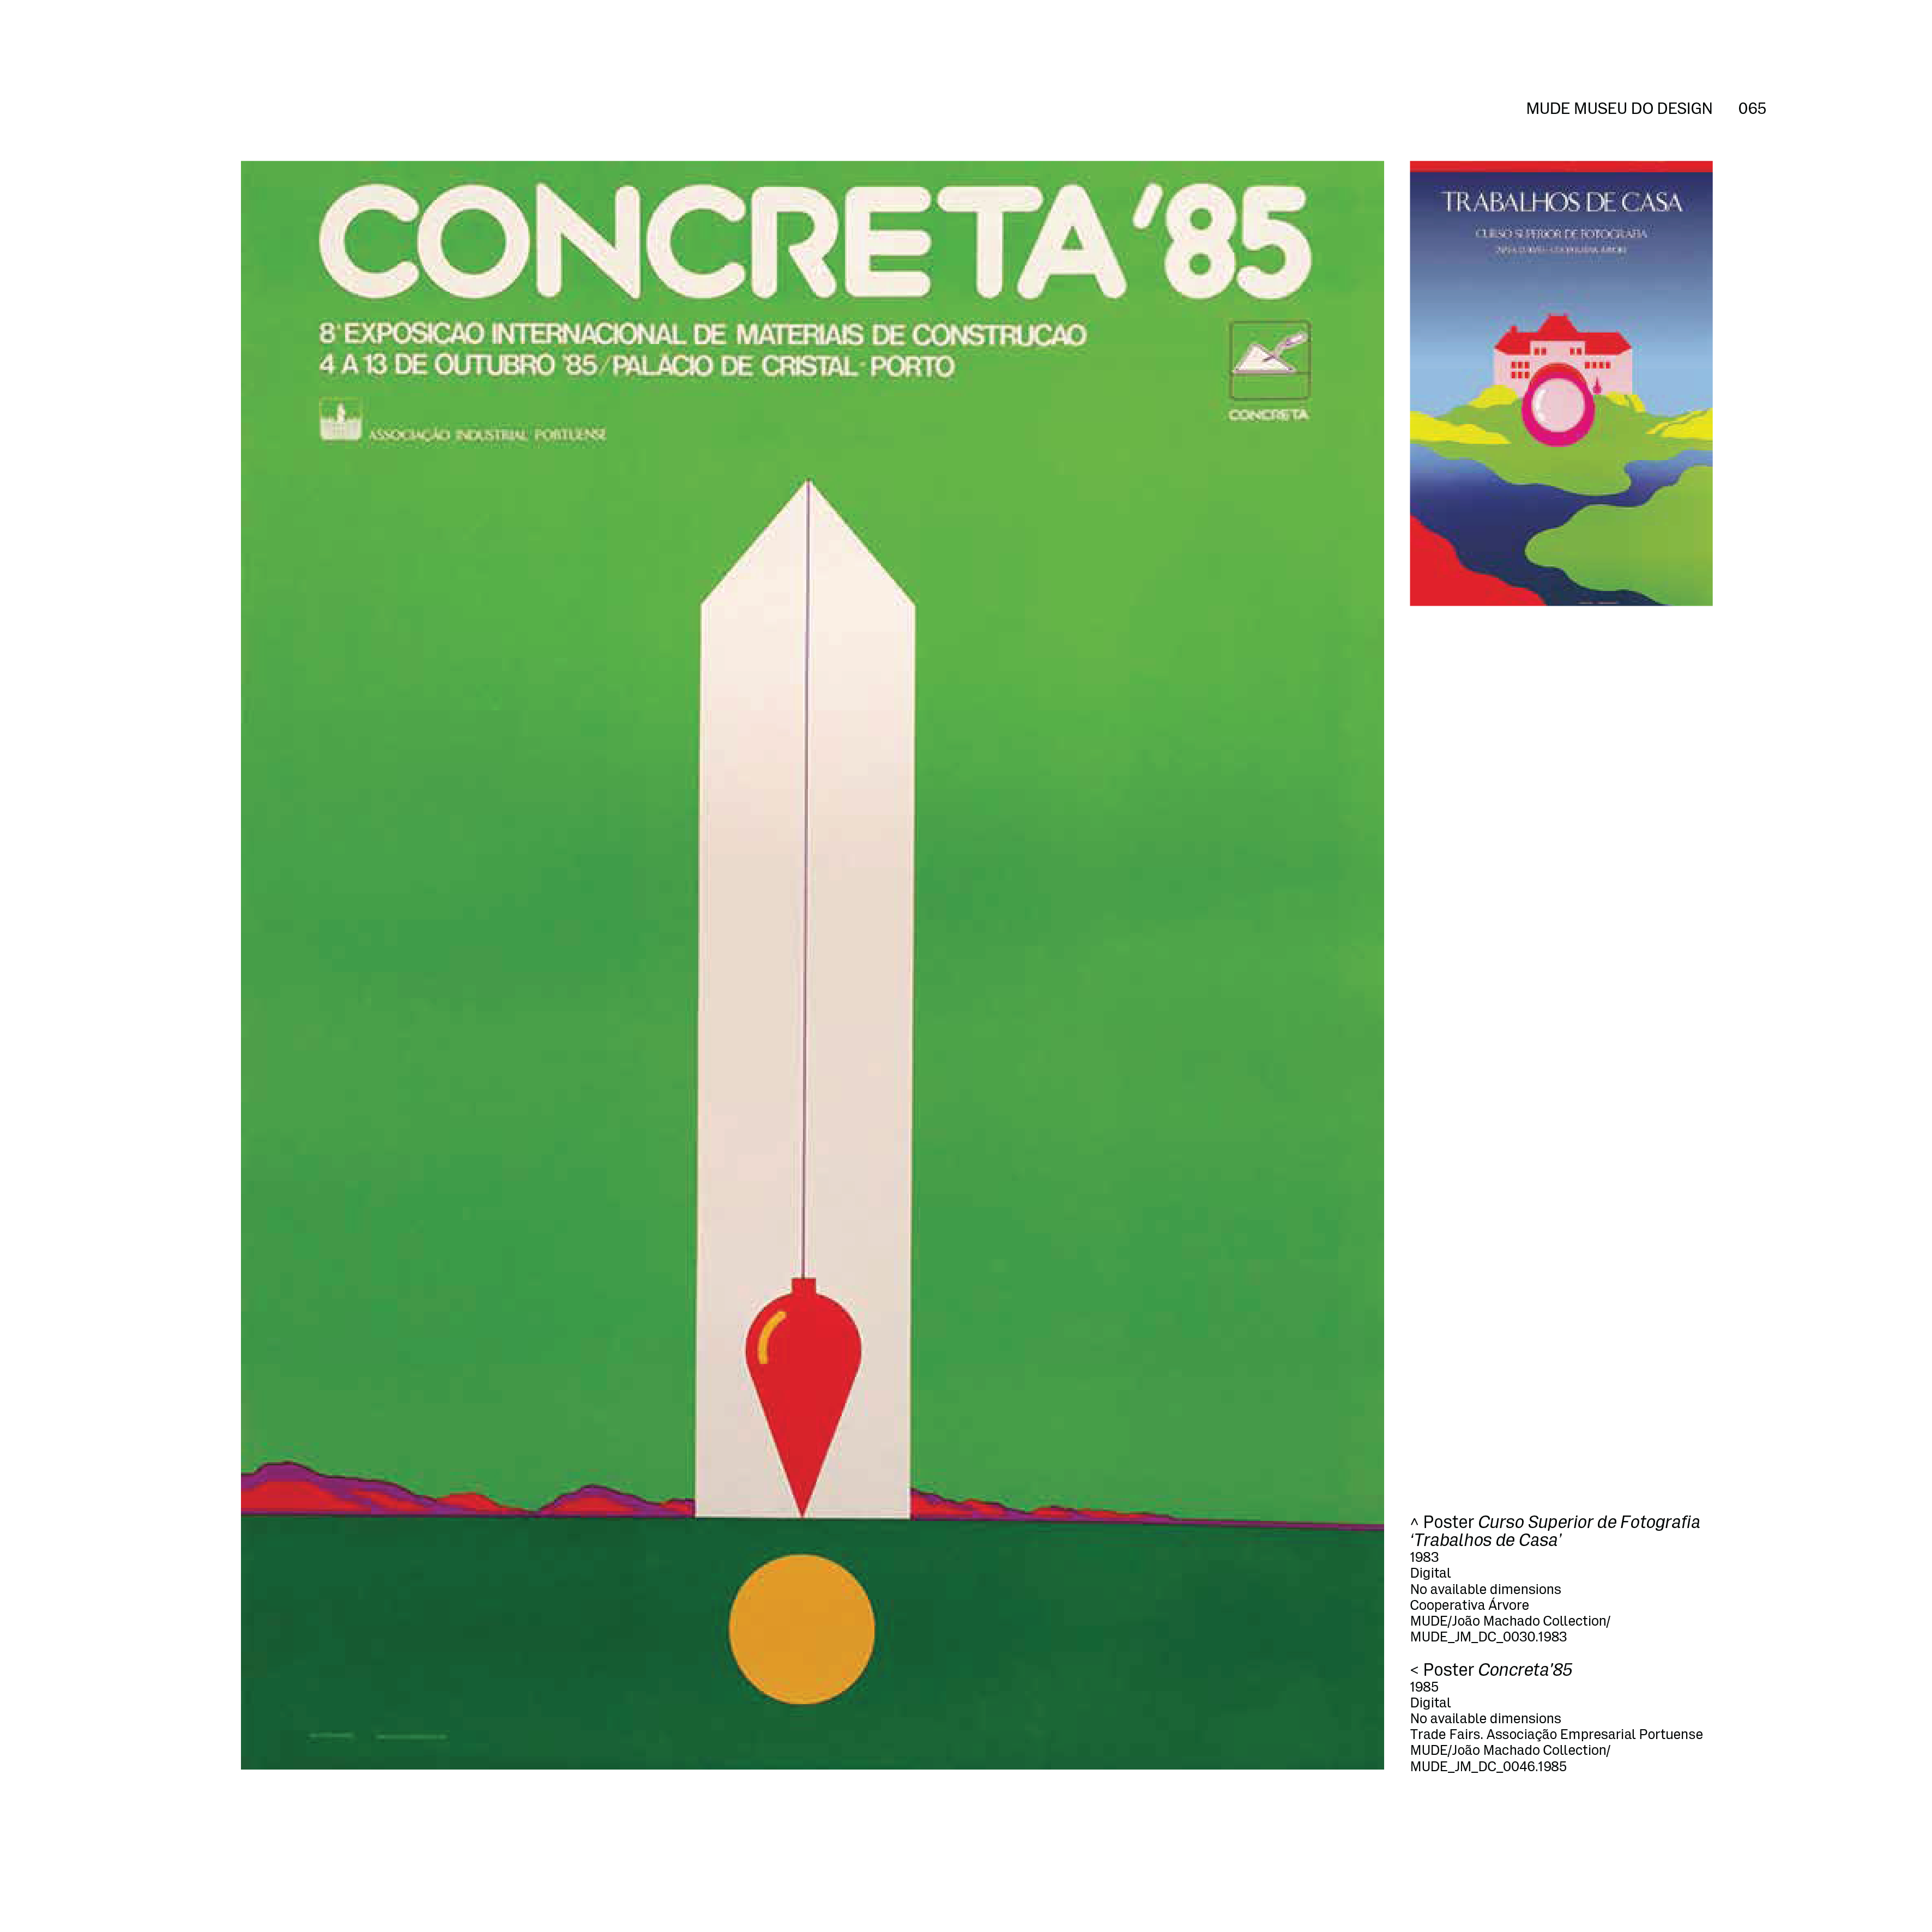 MUDE MUSEU DO DESIGN 065
CONCRETA '85
8ª EXPOSICAO INTERNACIONAL DE MATERIAIS DE CONSTRUCAO
4 A 13 DE OUTUBRO '85/PALÁCIO DE CRISTAL - PORTO
CONCRETA
ASSOCIAÇÃO INDUSTRIAL PORTUENSE
TRABALHOS DE CASA
CURSO SUPERIOR DE FOTOGRAFIA
COOPERATIVA ÁRVORE
^ Poster Curso Superior de Fotografia
‘Trabalhos de Casa’
1983
Digital
No available dimensions
Cooperativa Árvore
MUDE/João Machado Collection/
MUDE_JM_DC_0030.1983
< Poster Concreta’85
1985
Digital
No available dimensions
Trade Fairs. Associação Empresarial Portuense
MUDE/João Machado Collection/
MUDE_JM_DC_0046.1985